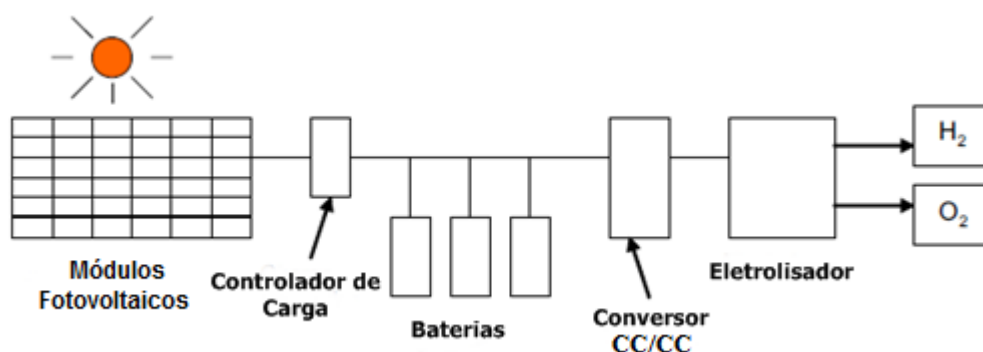 H₂
O₂
Módulos
Fotovoltaicos
Controlador de
Carga
Baterias
Conversor
CC/CC
Eletrolisador